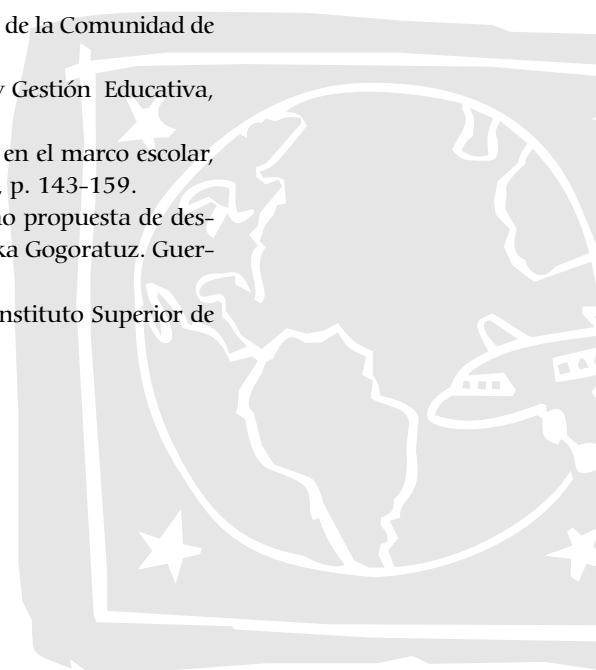 de la Comunidad de
y Gestión Educativa,
en el marco escolar,
, p. 143-159.
no propuesta de des-
ka Gogoratuz. Guer-
nstituto Superior de